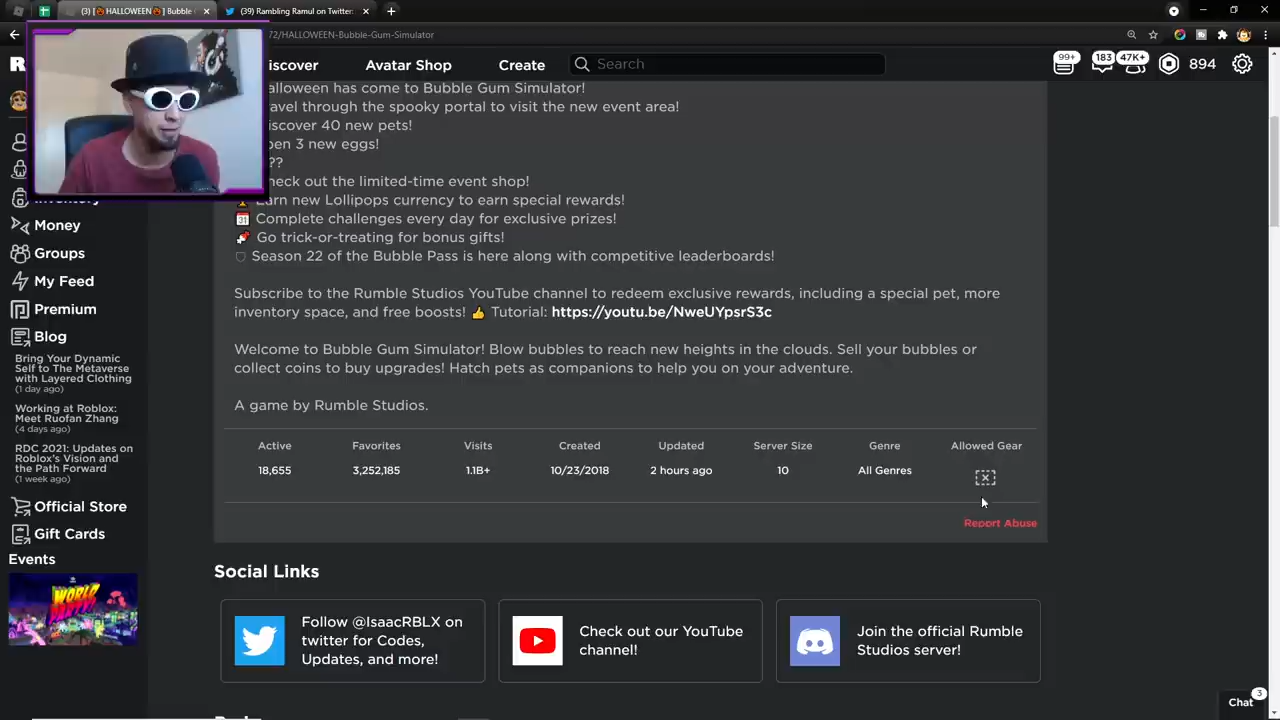 (3) [🎃HALLOWEEN🎃] Bubble
(39) Rambling Ramul on Twitter:
72/HALLOWEEN-Bubble-Gum-Simulator
iscover
Avatar Shop
Create
Search
99+
183
47K+
894
alloween has come to Bubble Gum Simulator!
avel through the spooky portal to visit the new event area!
iscover 40 new pets!
pen 3 new eggs!
??
heck out the limited-time event shop!
Earn new Lollipops currency to earn special rewards!
31 Complete challenges every day for exclusive prizes!
Go trick-or-treating for bonus gifts!
Season 22 of the Bubble Pass is here along with competitive leaderboards!
Subscribe to the Rumble Studios YouTube channel to redeem exclusive rewards, including a special pet, more
inventory space, and free boosts! 👍 Tutorial: https://youtu.be/NweUYpsrS3c
Welcome to Bubble Gum Simulator! Blow bubbles to reach new heights in the clouds. Sell your bubbles or
collect coins to buy upgrades! Hatch pets as companions to help you on your adventure.
A game by Rumble Studios.
Active
Favorites
Visits
Created
Updated
Server Size
Genre
Allowed Gear
18,655
3,252,185
1.1B+
10/23/2018
2 hours ago
10
All Genres
Report Abuse
Inventory
Money
Groups
My Feed
Premium
Blog
Bring Your Dynamic
Self to The Metaverse
with Layered Clothing
(1 day ago)
Working at Roblox:
Meet Ruofan Zhang
(4 days ago)
RDC 2021: Updates on
Roblox's Vision and
the Path Forward
(1 week ago)
Official Store
Gift Cards
Events
WORLD
PARTY
Social Links
Follow @IsaacRBLX on
twitter for Codes,
Updates, and more!
Check out our YouTube
channel!
Join the official Rumble
Studios server!
Chat
3